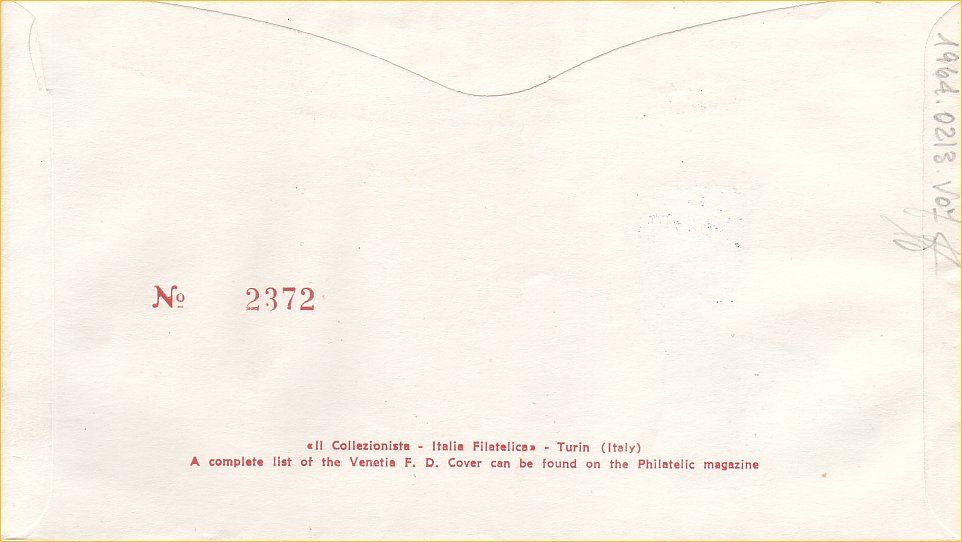 Nº 2372
«Il Collezionista - Italia Filatelica» - Turin (Italy)
A complete list of the Venetia F. D. Cover can be found on the Philatelic magazine
1964.0213.